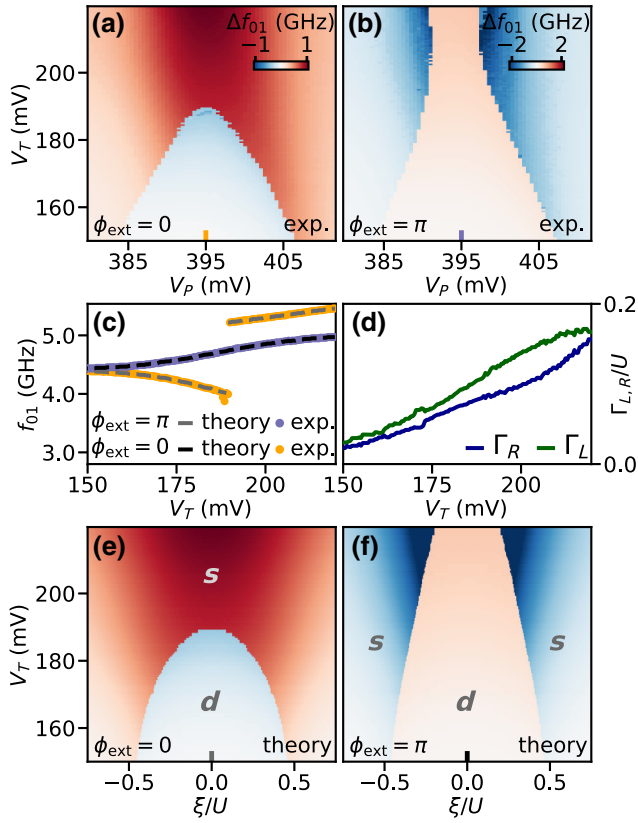 (a) Δf01 (GHz)
−1 1
(b) Δf01 (GHz)
−2 2
VT (mV)
200
180
160
ϕext = 0 exp.
ϕext = π exp.
385 395 405
VP (mV)
385 395 405
VP (mV)
(c)
f01 (GHz)
5.0
4.0
3.0
ϕext = π theory exp.
ϕext = 0 theory exp.
150 175 200
VT (mV)
(d)
0.2
ΓL,R/U
0.0
ΓR ΓL
150 175 200
VT (mV)
(e)
s
d
VT (mV)
200
180
160
ϕext = 0 theory
−0.5 0.0 0.5
ξ/U
(f)
s s
d
ϕext = π theory
−0.5 0.0 0.5
ξ/U